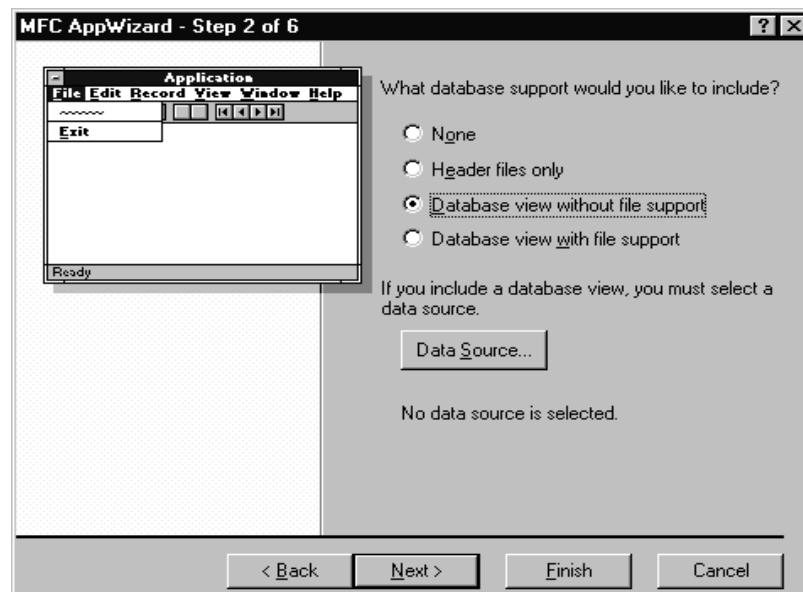 MFC AppWizard - Step 2 of 6
Application
File Edit Record View Window Help
Exit
Ready
What database support would you like to include?
None
Header files only
Database view without file support
Database view with file support
If you include a database view, you must select a
data source.
Data Source...
No data source is selected.
< Back
Next >
Finish
Cancel